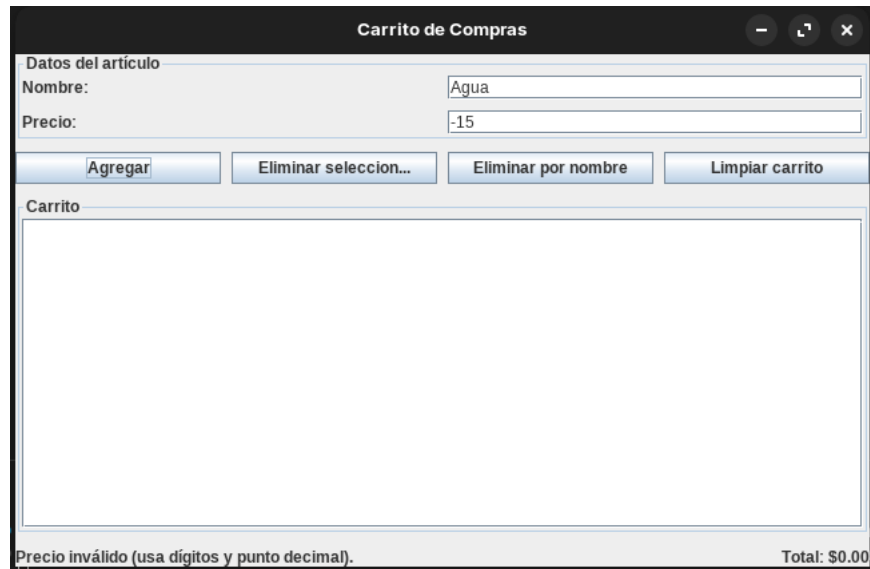 Carrito de Compras
Datos del artículo
Nombre: Agua
Precio: -15
Agregar Eliminar seleccion... Eliminar por nombre Limpiar carrito
Carrito
Precio inválido (usa dígitos y punto decimal). Total: $0.00